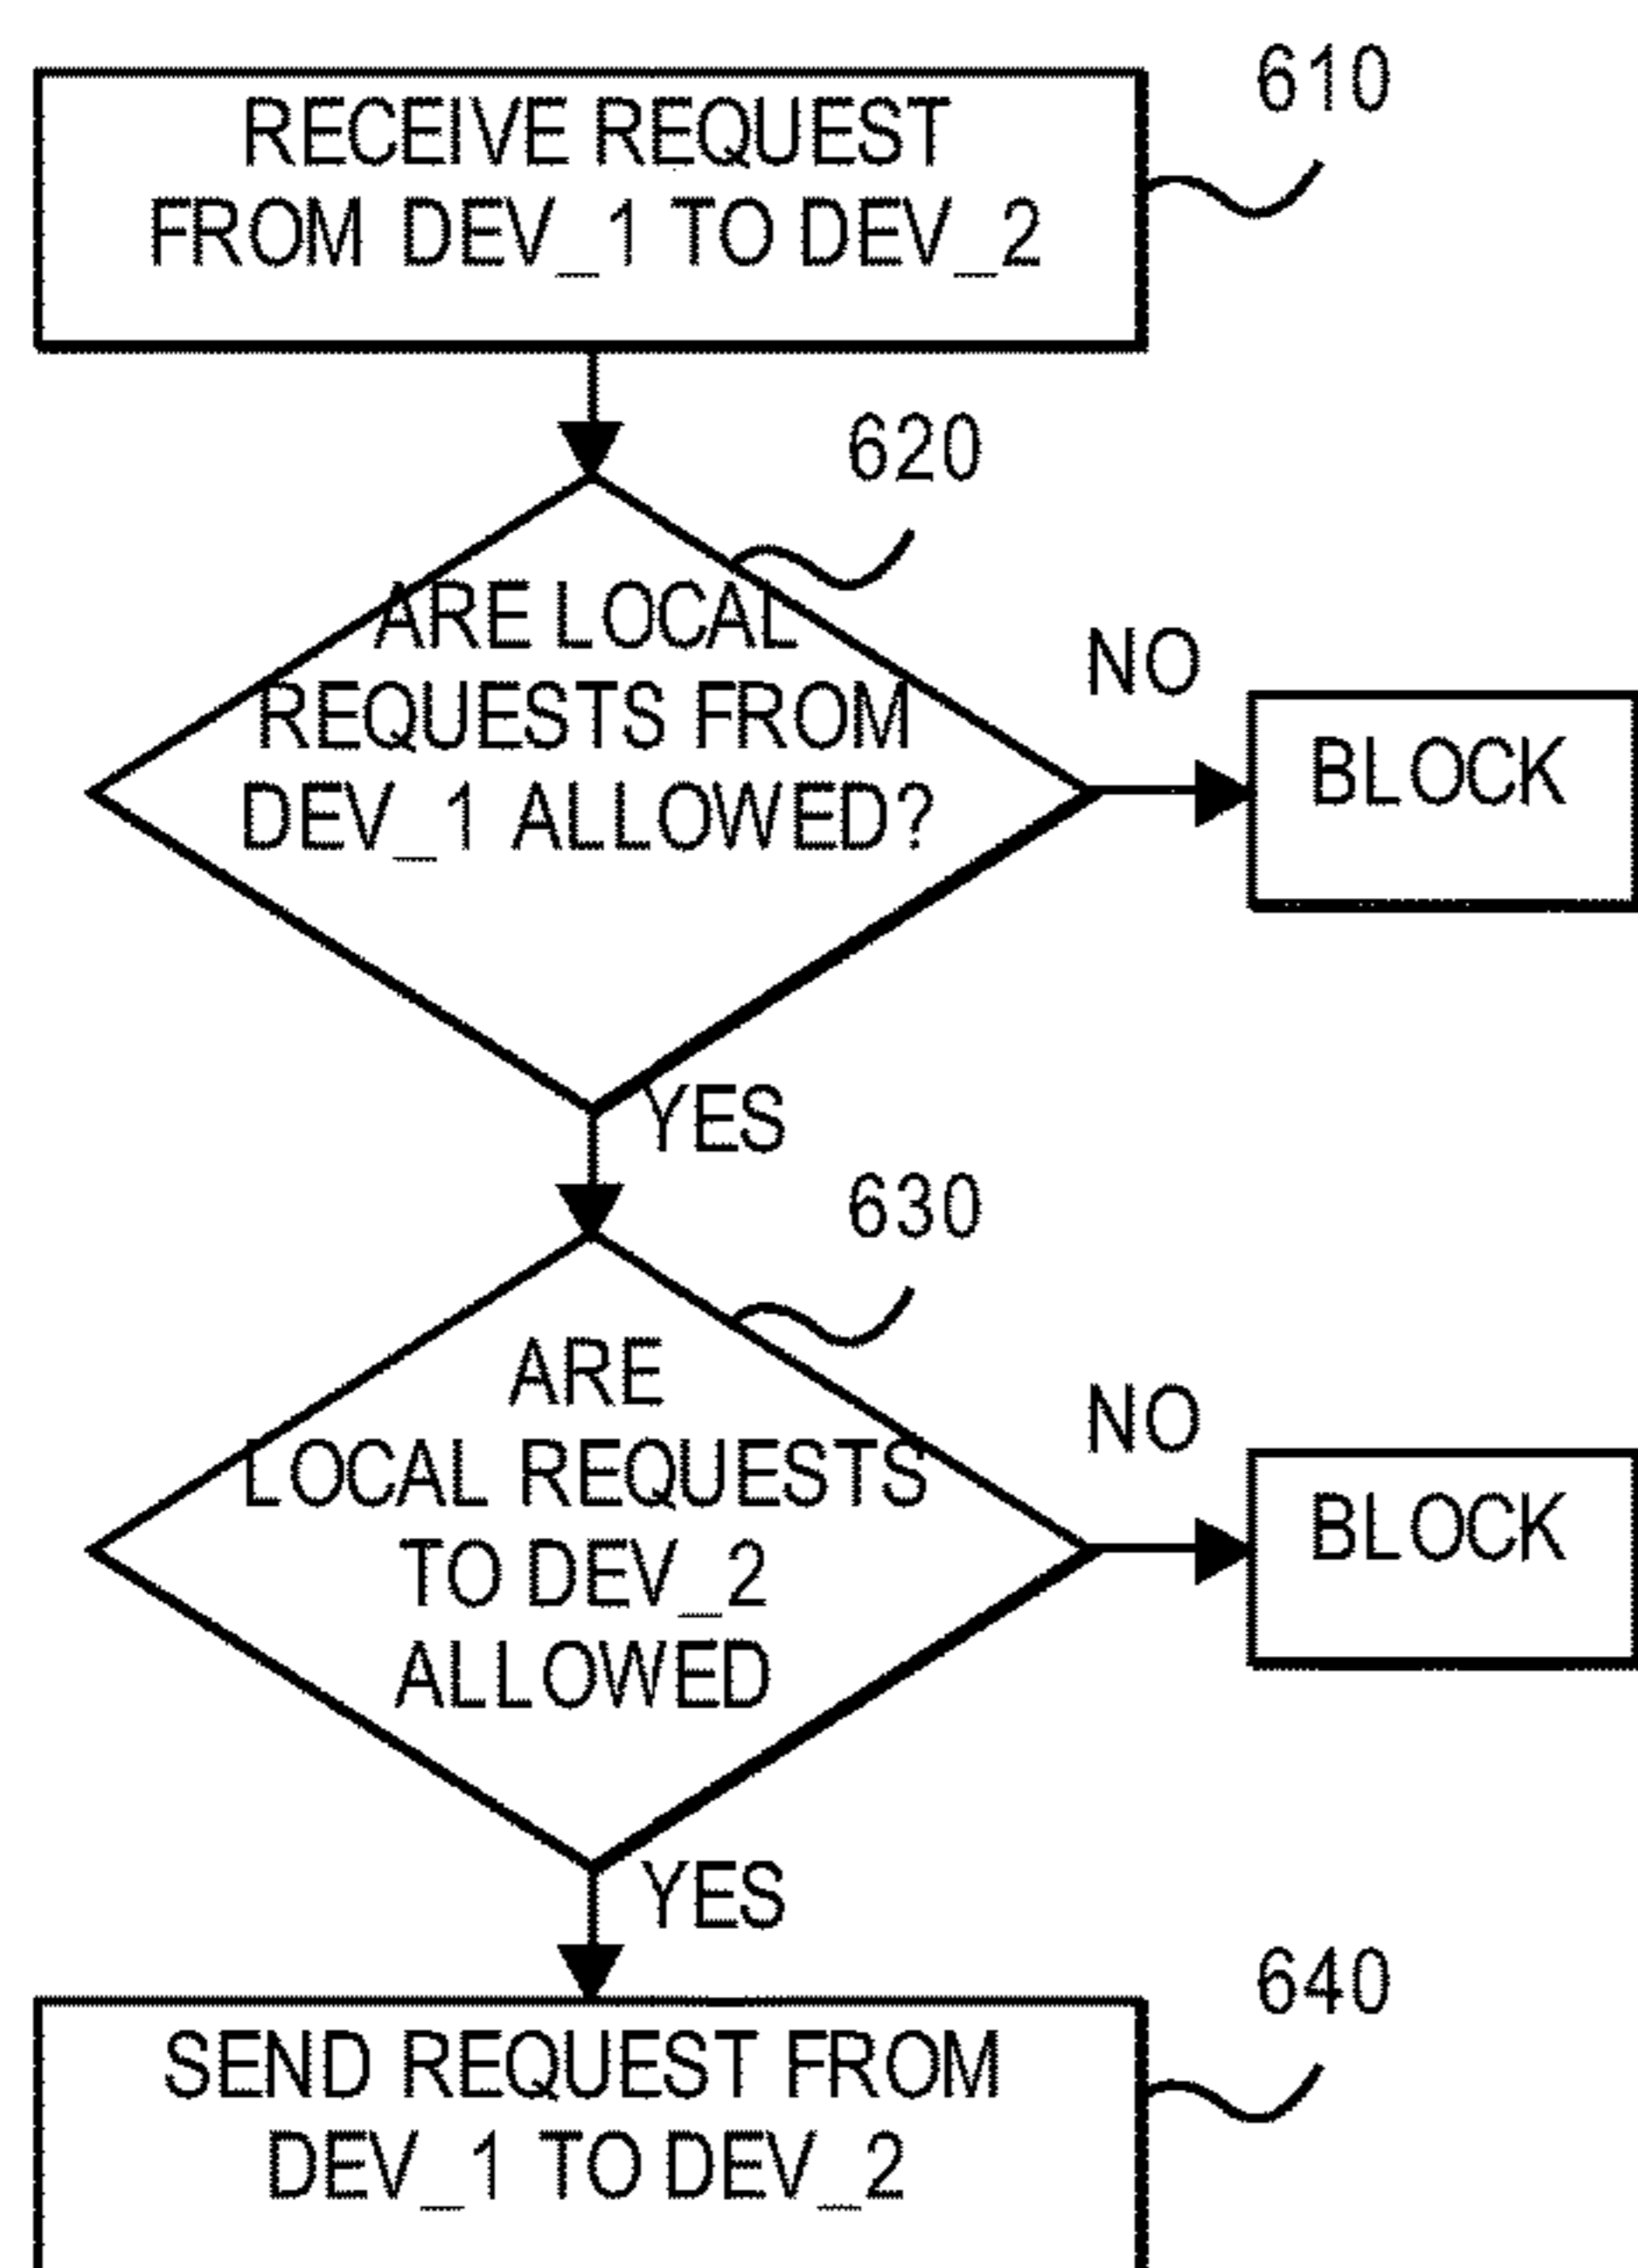 610
RECEIVE REQUEST
FROM DEV_1 TO DEV_2
620
ARE LOCAL
REQUESTS FROM
DEV_1 ALLOWED?
NO
BLOCK
YES
630
ARE
LOCAL REQUESTS
TO DEV_2
ALLOWED
NO
BLOCK
YES
640
SEND REQUEST FROM
DEV_1 TO DEV_2